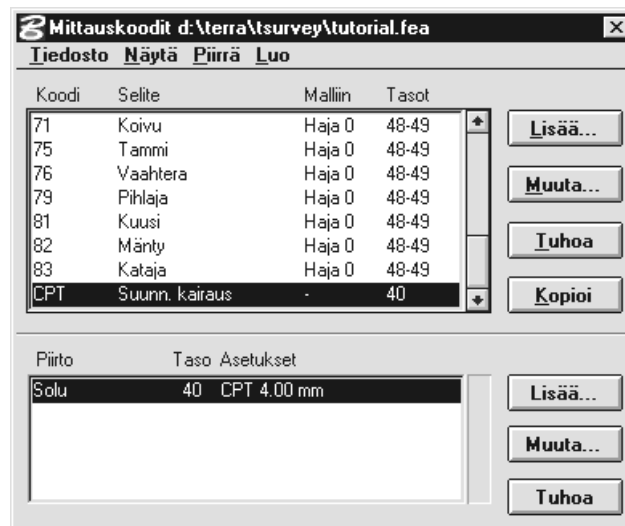 Mittauskoodit d:\terra\tsurvey\tutorial.fea
Tiedosto Näytä Piirrä Luo
Koodi Selite Malliin Tasot
71 Koivu Haja 0 48-49
75 Tammi Haja 0 48-49
76 Vaahtera Haja 0 48-49
79 Pihlaja Haja 0 48-49
81 Kuusi Haja 0 48-49
82 Mänty Haja 0 48-49
83 Kataja Haja 0 48-49
CPT Suunn. kairaus - 40
Lisää...
Muuta...
Tuhoa
Kopioi
Piirto Taso Asetukset
Solu 40 CPT 4.00 mm
Lisää...
Muuta...
Tuhoa